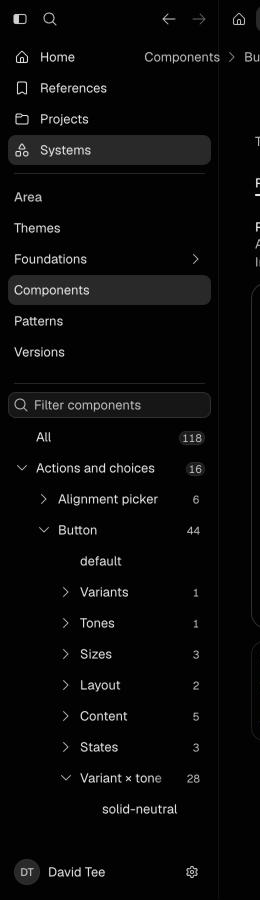 Home
Components > Bu
References
Projects
Systems
Area
Themes
Foundations
Components
Patterns
Versions
Filter components
All 118
Actions and choices 16
Alignment picker 6
Button 44
default
Variants 1
Tones 1
Sizes 3
Layout 2
Content 5
States 3
Variant × tone 28
solid-neutral
DT David Tee